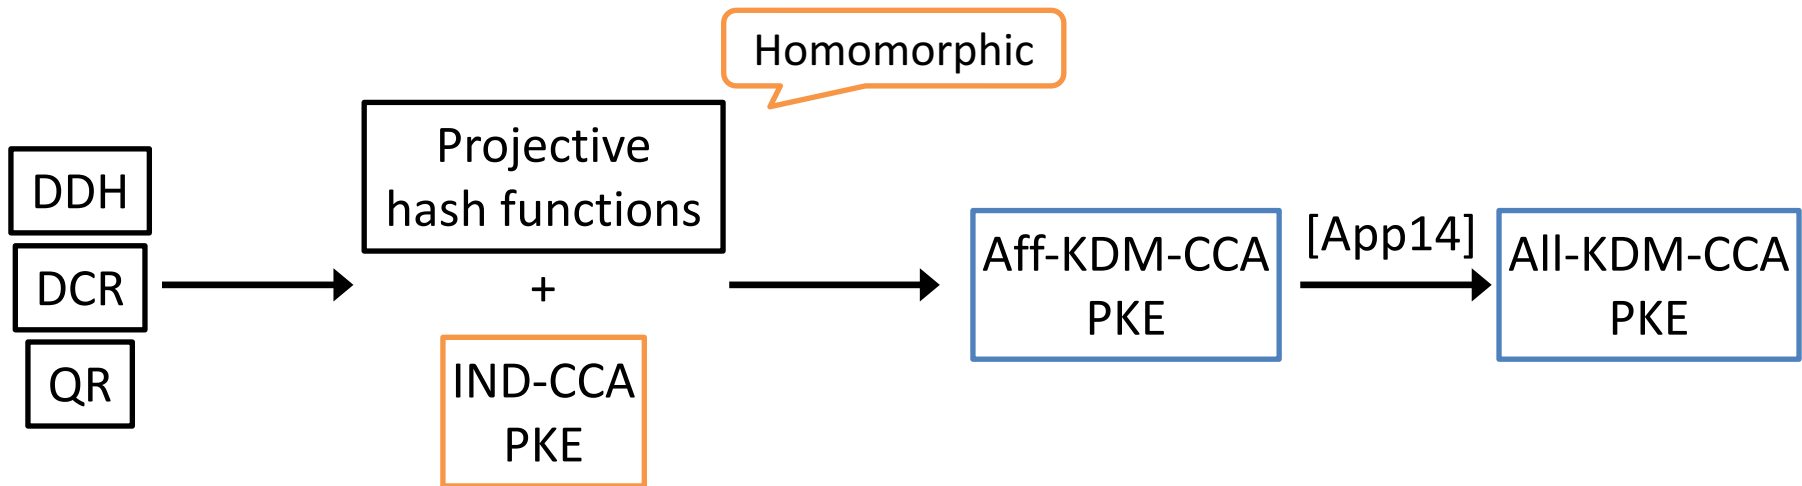 Homomorphic
DDH
DCR
QR
Projective
hash functions
+
IND-CCA
PKE
Aff-KDM-CCA
PKE
[App14]
All-KDM-CCA
PKE